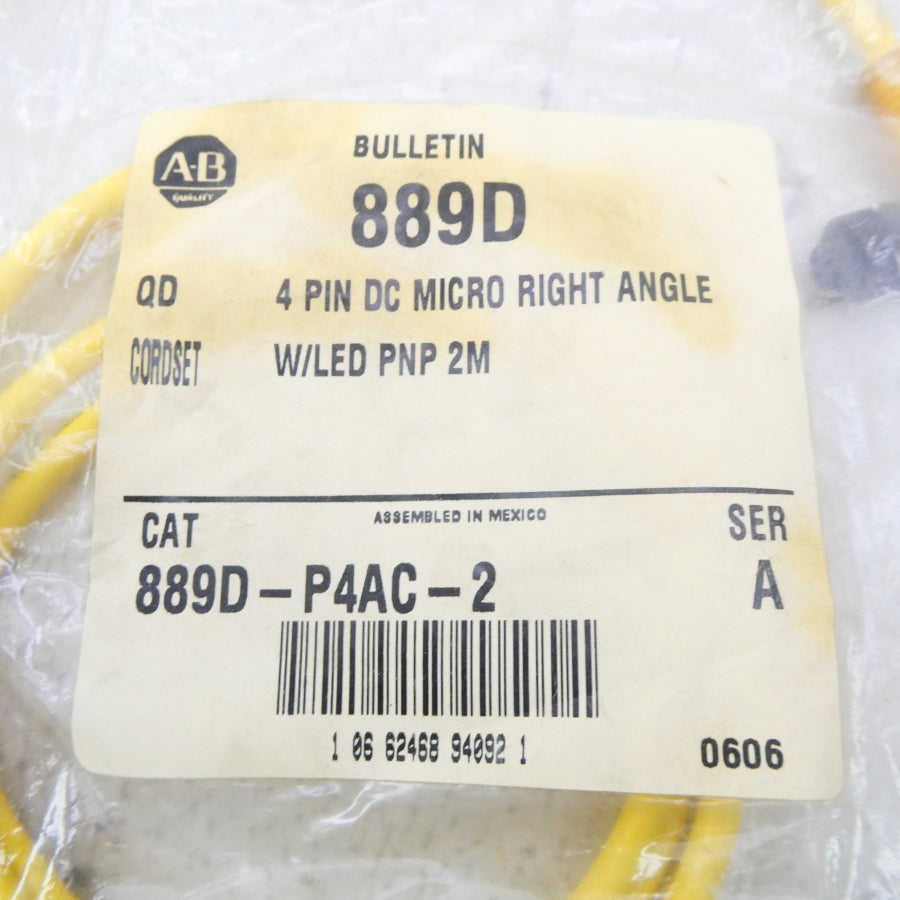 A-B
QUALITY
BULLETIN
889D
QD 4 PIN DC MICRO RIGHT ANGLE
CORDSET W/LED PNP 2M
ASSEMBLED IN MEXICO
CAT SER
889D-P4AC-2 A
1 06 62468 94092 1
0606